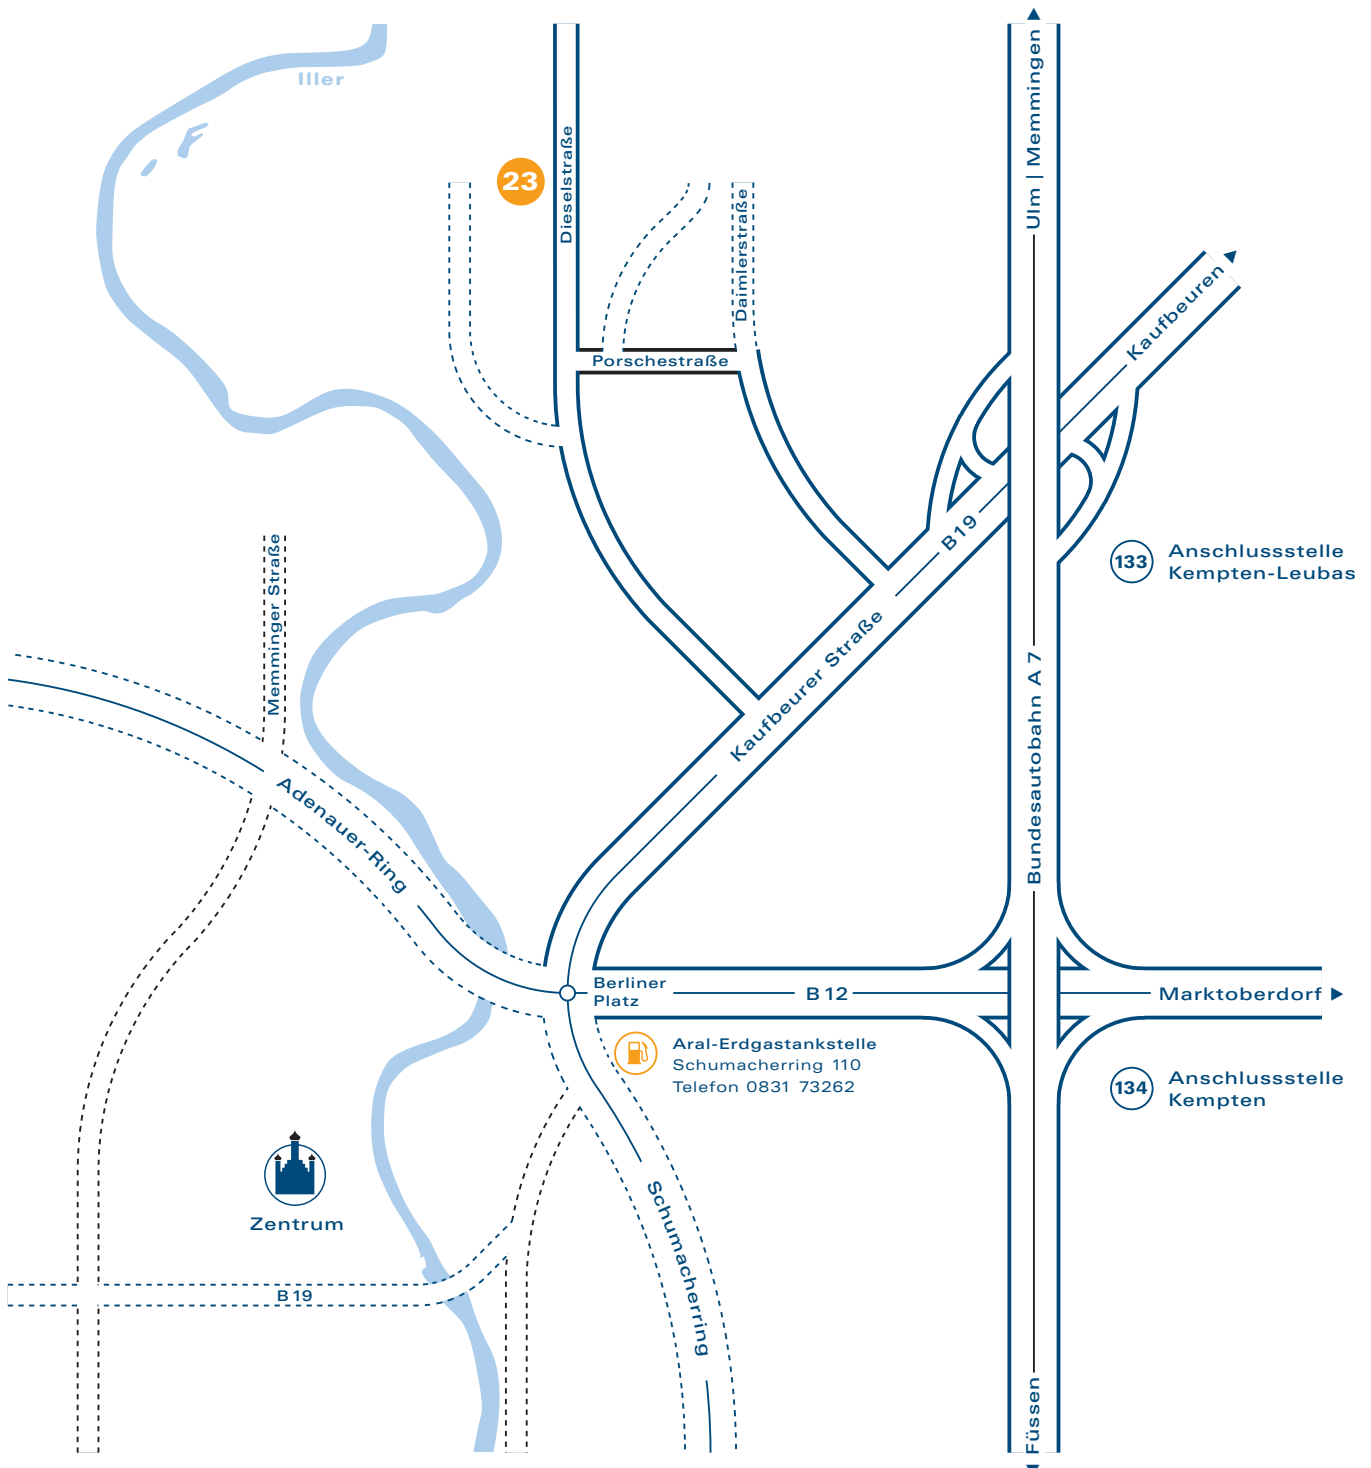 Iller
23
Dieselstraße
Daimlerstraße
Porschestraße
Ulm | Memmingen
Kaufbeuren
B 19
133
Anschlussstelle
Kempten-Leubas
Memminger Straße
Kaufbeurer Straße
Bundesautobahn A 7
Adenauer-Ring
Berliner
Platz
B 12
Marktoberdorf
Aral-Erdgastankstelle
Schumacherring 110
Telefon 0831 73262
134
Anschlussstelle
Kempten
Zentrum
Schumacherring
B 19
Füssen